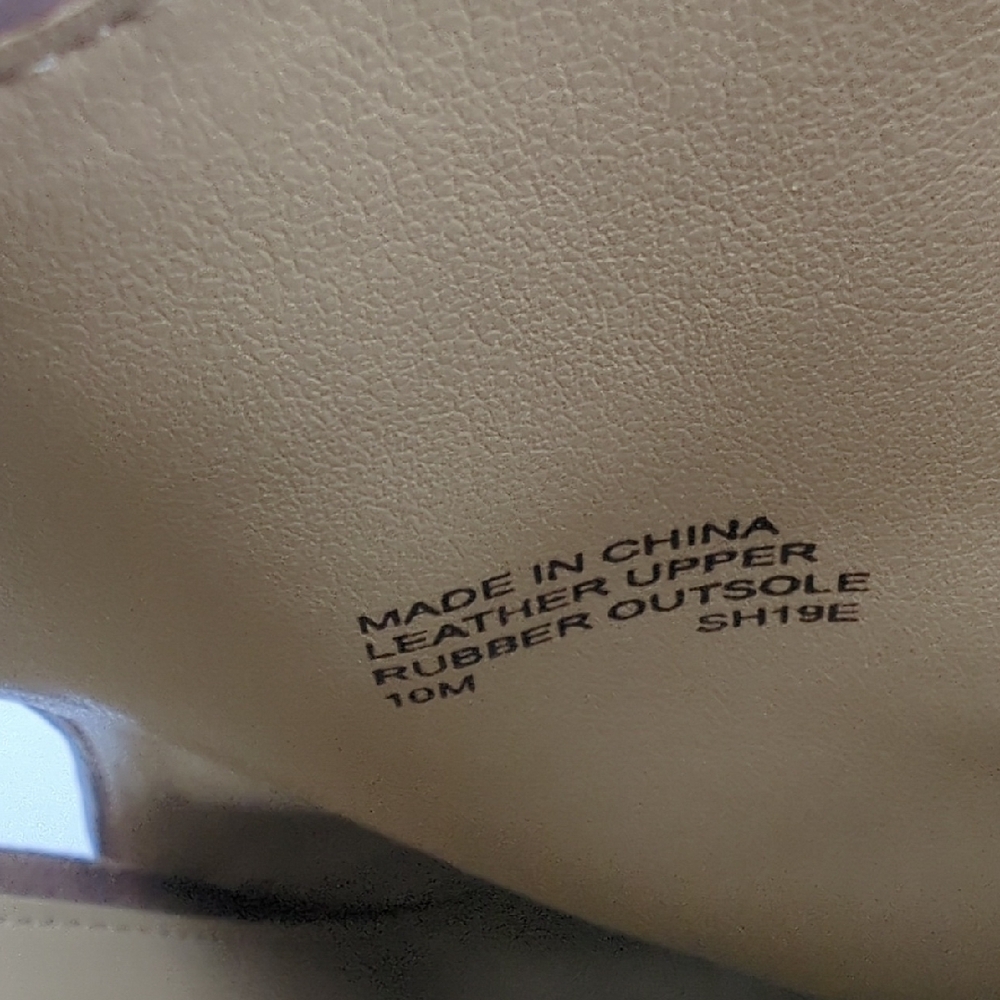 MADE IN CHINA
LEATHER UPPER
RUBBER OUTSOLE
10M SH19E